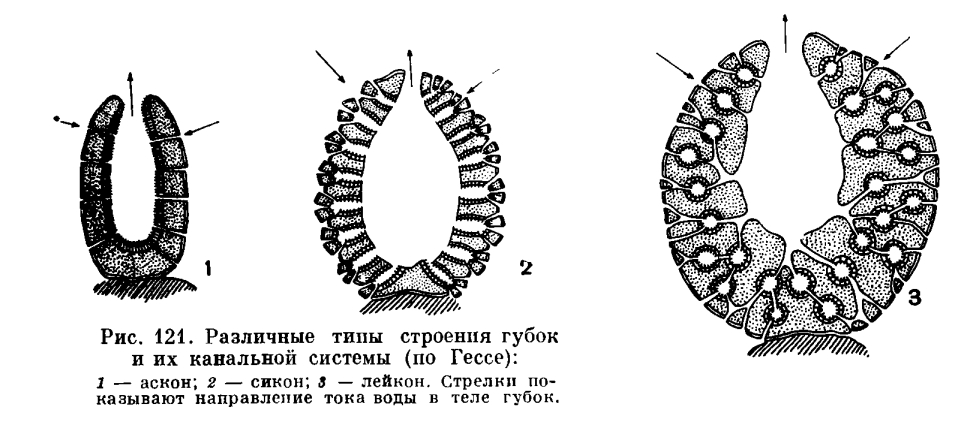 1
2
3
Рис. 121. Различные типы строения губок
и их канальной системы (по Гессе):
1 — аскон; 2 — сикон; 3 — лейкон. Стрелки по-
казывают направление тока воды в теле губок.